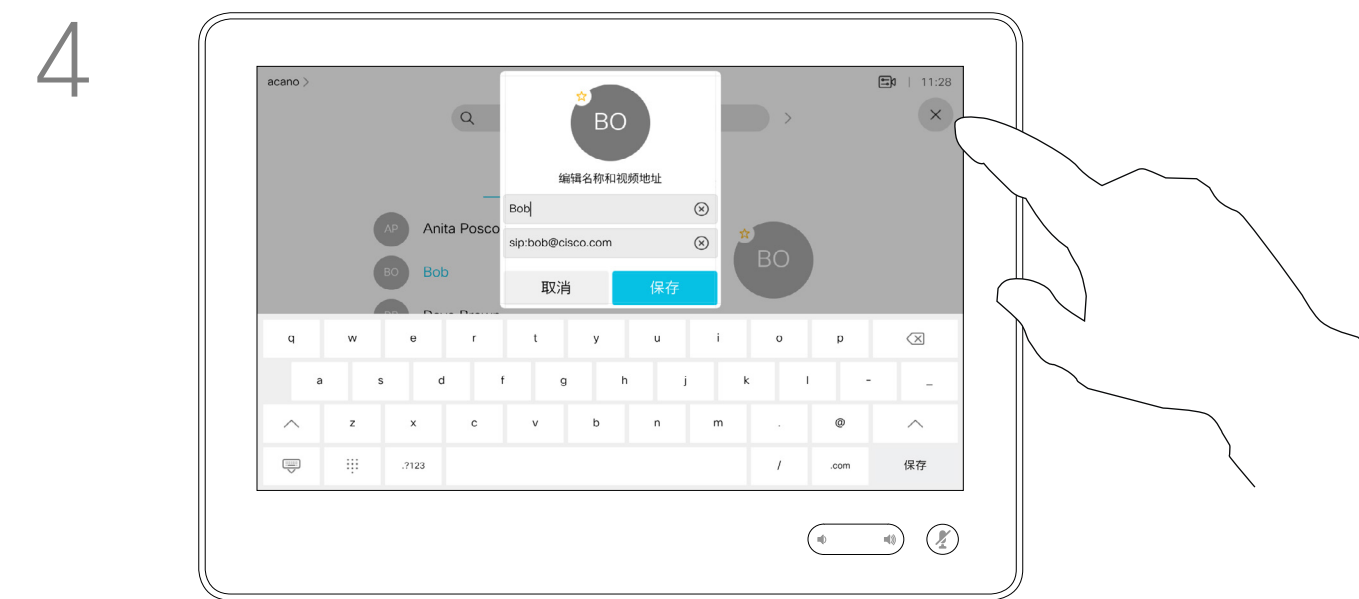 4
acano >
11:28
BO
编辑名称和视频地址
Bob
sip:bob@cisco.com
取消
保存
AP
Anita Posco
BO
Bob
BO
q w e r t y u i o p
a s d f g h j k l - _
z x c v b n m . @
.?123 / .com 保存